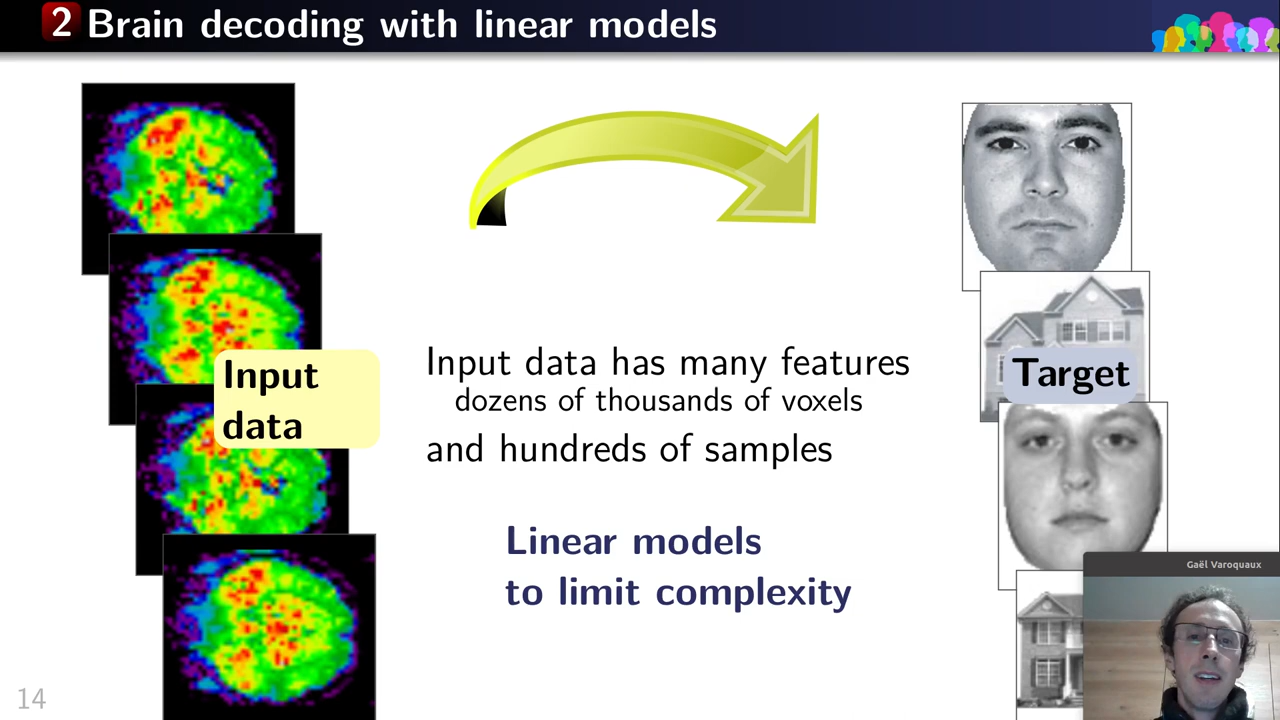 2 Brain decoding with linear models
Input
data
Input data has many features
dozens of thousands of voxels
and hundreds of samples
Linear models
to limit complexity
Target
Gaël Varoquaux
14